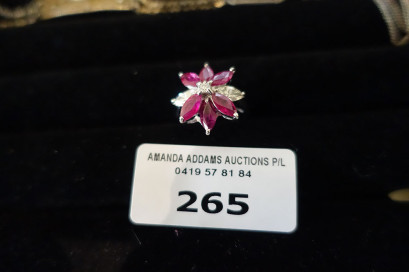 AMANDA ADDAMS AUCTIONS P/L
0419 57 81 84
265